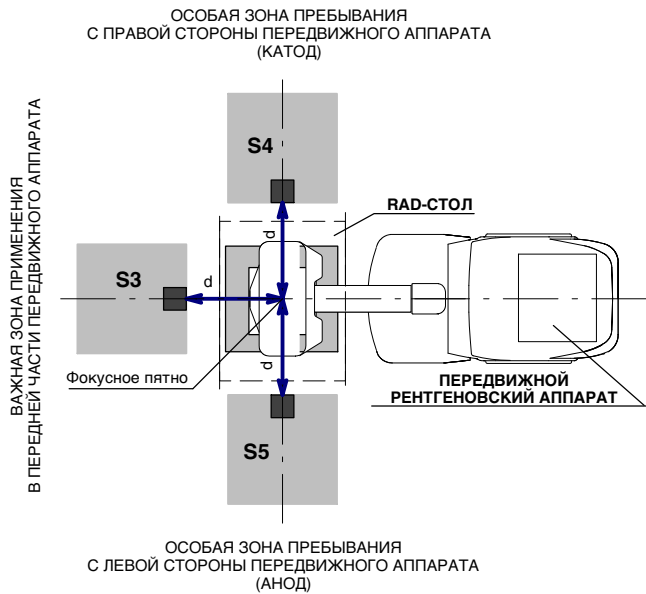 ОСОБАЯ ЗОНА ПРЕБЫВАНИЯ
С ПРАВОЙ СТОРОНЫ ПЕРЕДВИЖНОГО АППАРАТА
(КАТОД)
ВАЖНАЯ ЗОНА ПРИМЕНЕНИЯ
В ПЕРЕДНЕЙ ЧАСТИ ПЕРЕДВИЖНОГО АППАРАТА
S4
RAD-СТОЛ
d
S3
d
Фокусное пятно
d
ПЕРЕДВИЖНОЙ
РЕНТГЕНОВСКИЙ АППАРАТ
S5
ОСОБАЯ ЗОНА ПРЕБЫВАНИЯ
С ЛЕВОЙ СТОРОНЫ ПЕРЕДВИЖНОГО АППАРАТА
(АНОД)